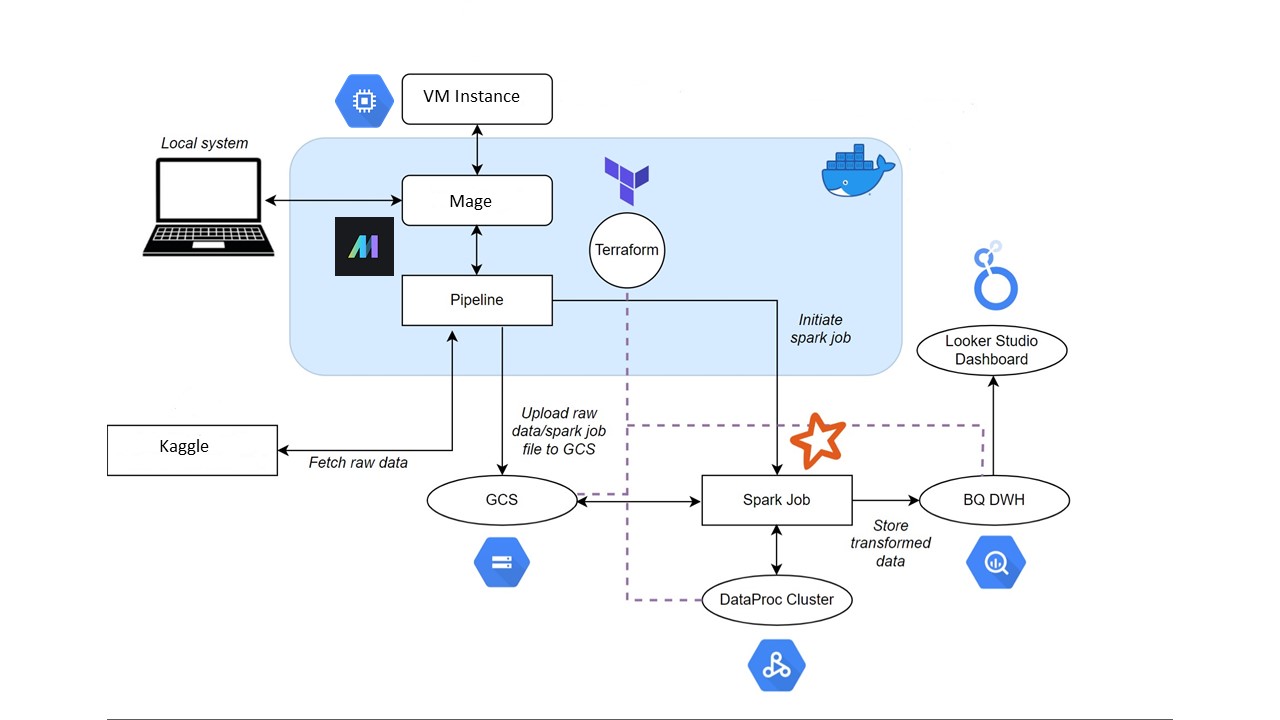 VM Instance
Local system
Mage
Terraform
Pipeline
Initiate
spark job
Looker Studio
Dashboard
Upload raw
data/spark job
file to GCS
Kaggle
Fetch raw data
GCS
Spark Job
BQ DWH
Store
transformed
data
DataProc Cluster